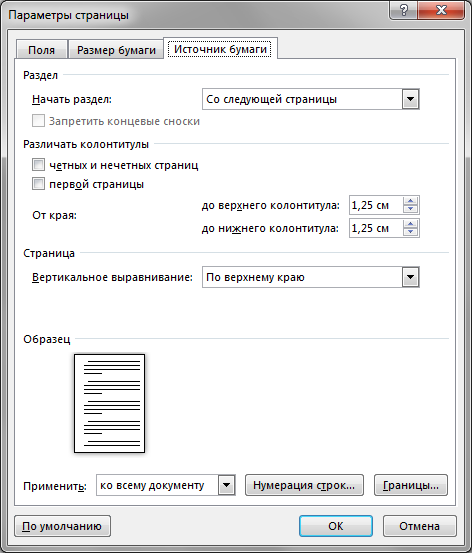 Параметры страницы
Поля Размер бумаги Источник бумаги
Раздел
Начать раздел: Со следующей страницы
Запретить концевые сноски
Различать колонтитулы
четных и нечетных страниц
первой страницы
От края:
до верхнего колонтитула: 1,25 см
до нижнего колонтитула: 1,25 см
Страница
Вертикальное выравнивание: По верхнему краю
Образец
Применить: ко всему документу Нумерация строк... Границы...
По умолчанию ОК Отмена